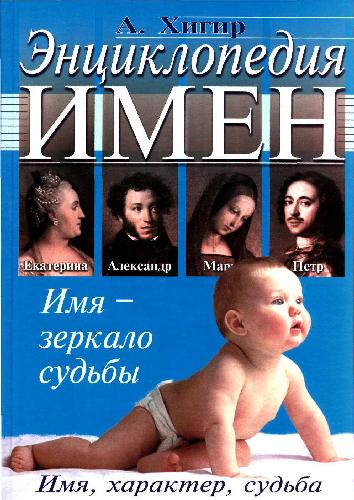 А. Хигир
Энциклопедия
ИМЕН
Екатерина
Александр
Петр
Имя –
зеркало
судьбы
Имя, характер, судьба